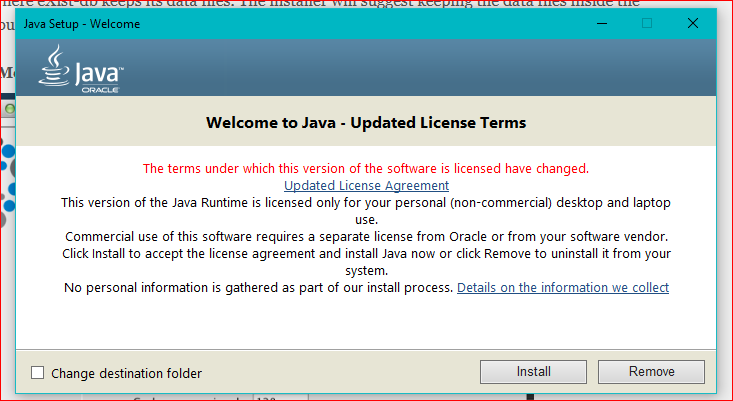 where eXist-db keeps its data files. The installer will suggest keeping the data files inside the
Java Setup - Welcome
Java™
ORACLE
Welcome to Java - Updated License Terms
The terms under which this version of the software is licensed have changed.
Updated License Agreement
This version of the Java Runtime is licensed only for your personal (non-commercial) desktop and laptop
use.
Commercial use of this software requires a separate license from Oracle or from your software vendor.
Click Install to accept the license agreement and install Java now or click Remove to uninstall it from your
system.
No personal information is gathered as part of our install process. Details on the information we collect
Change destination folder
Install
Remove